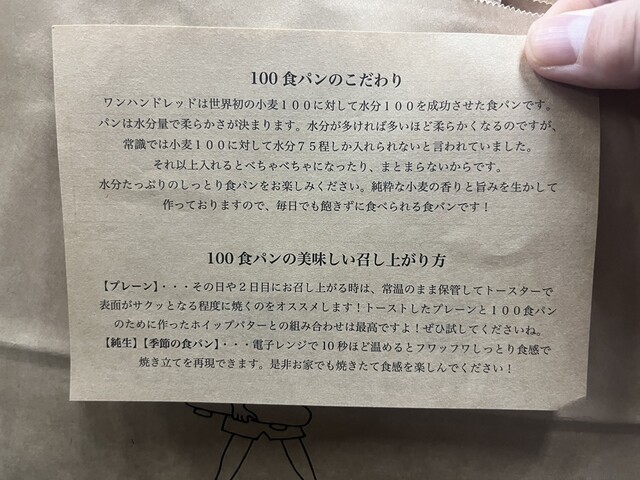 100食パンのこだわり
ワンハンドレッドは世界初の小麦１００に対して水分１００を成功させた食パンです。
パンは水分量で柔らかさが決まります。水分が多ければ多いほど柔らかくなるのですが、
常識では小麦１００に対して水分７５程しか入れられないと言われていました。
それ以上入れるとべちゃべちゃになったり、まとまらないからです。
水分たっぷりのしっとり食パンをお楽しみください。純粋な小麦の香りと旨みを生かして
作っておりますので、毎日でも飽きずに食べられる食パンです！
100食パンの美味しい召し上がり方
【プレーン】・・・その日や２日目にお召し上がる時は、常温のまま保管してトースターで
表面がサクッとなる程度に焼くのをオススメします！トーストしたプレーンと１００食パン
のために作ったホイップバターとの組み合わせは最高ですよ！ぜひ試してくださいね。
【純生】【季節の食パン】・・・電子レンジで10秒ほど温めるとフワッフワしっとり食感で
焼き立てを再現できます。是非お家でも焼きたて食感を楽しんでください！